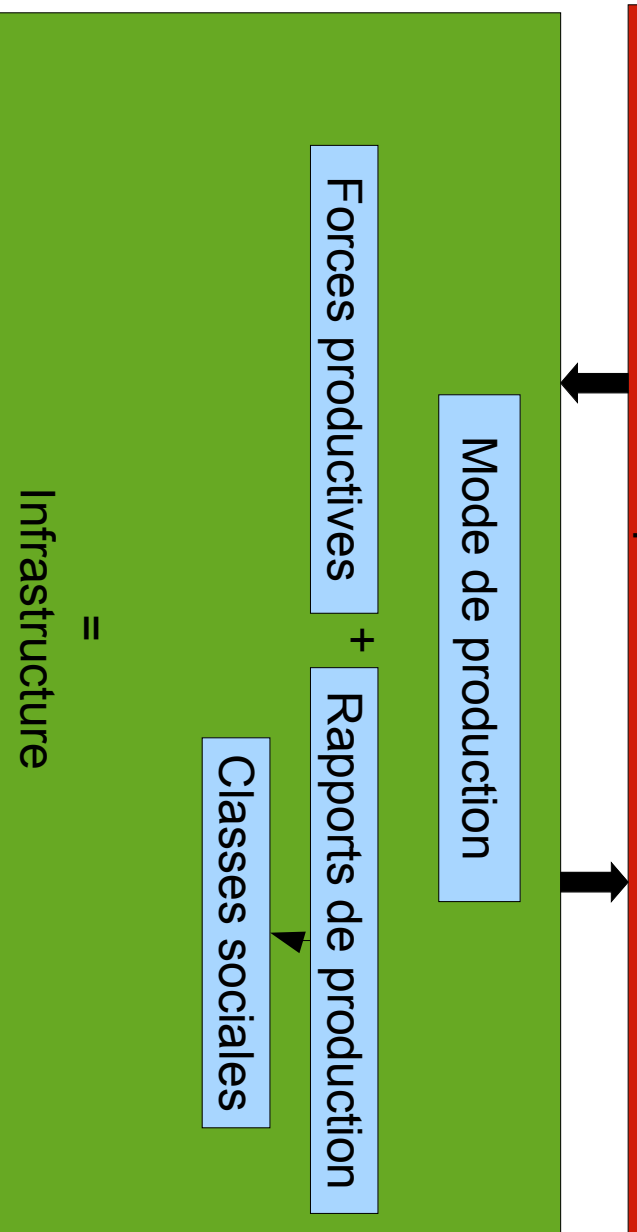 Mode de production
Forces productives + Rapports de production
Classes sociales
=
Infrastructure